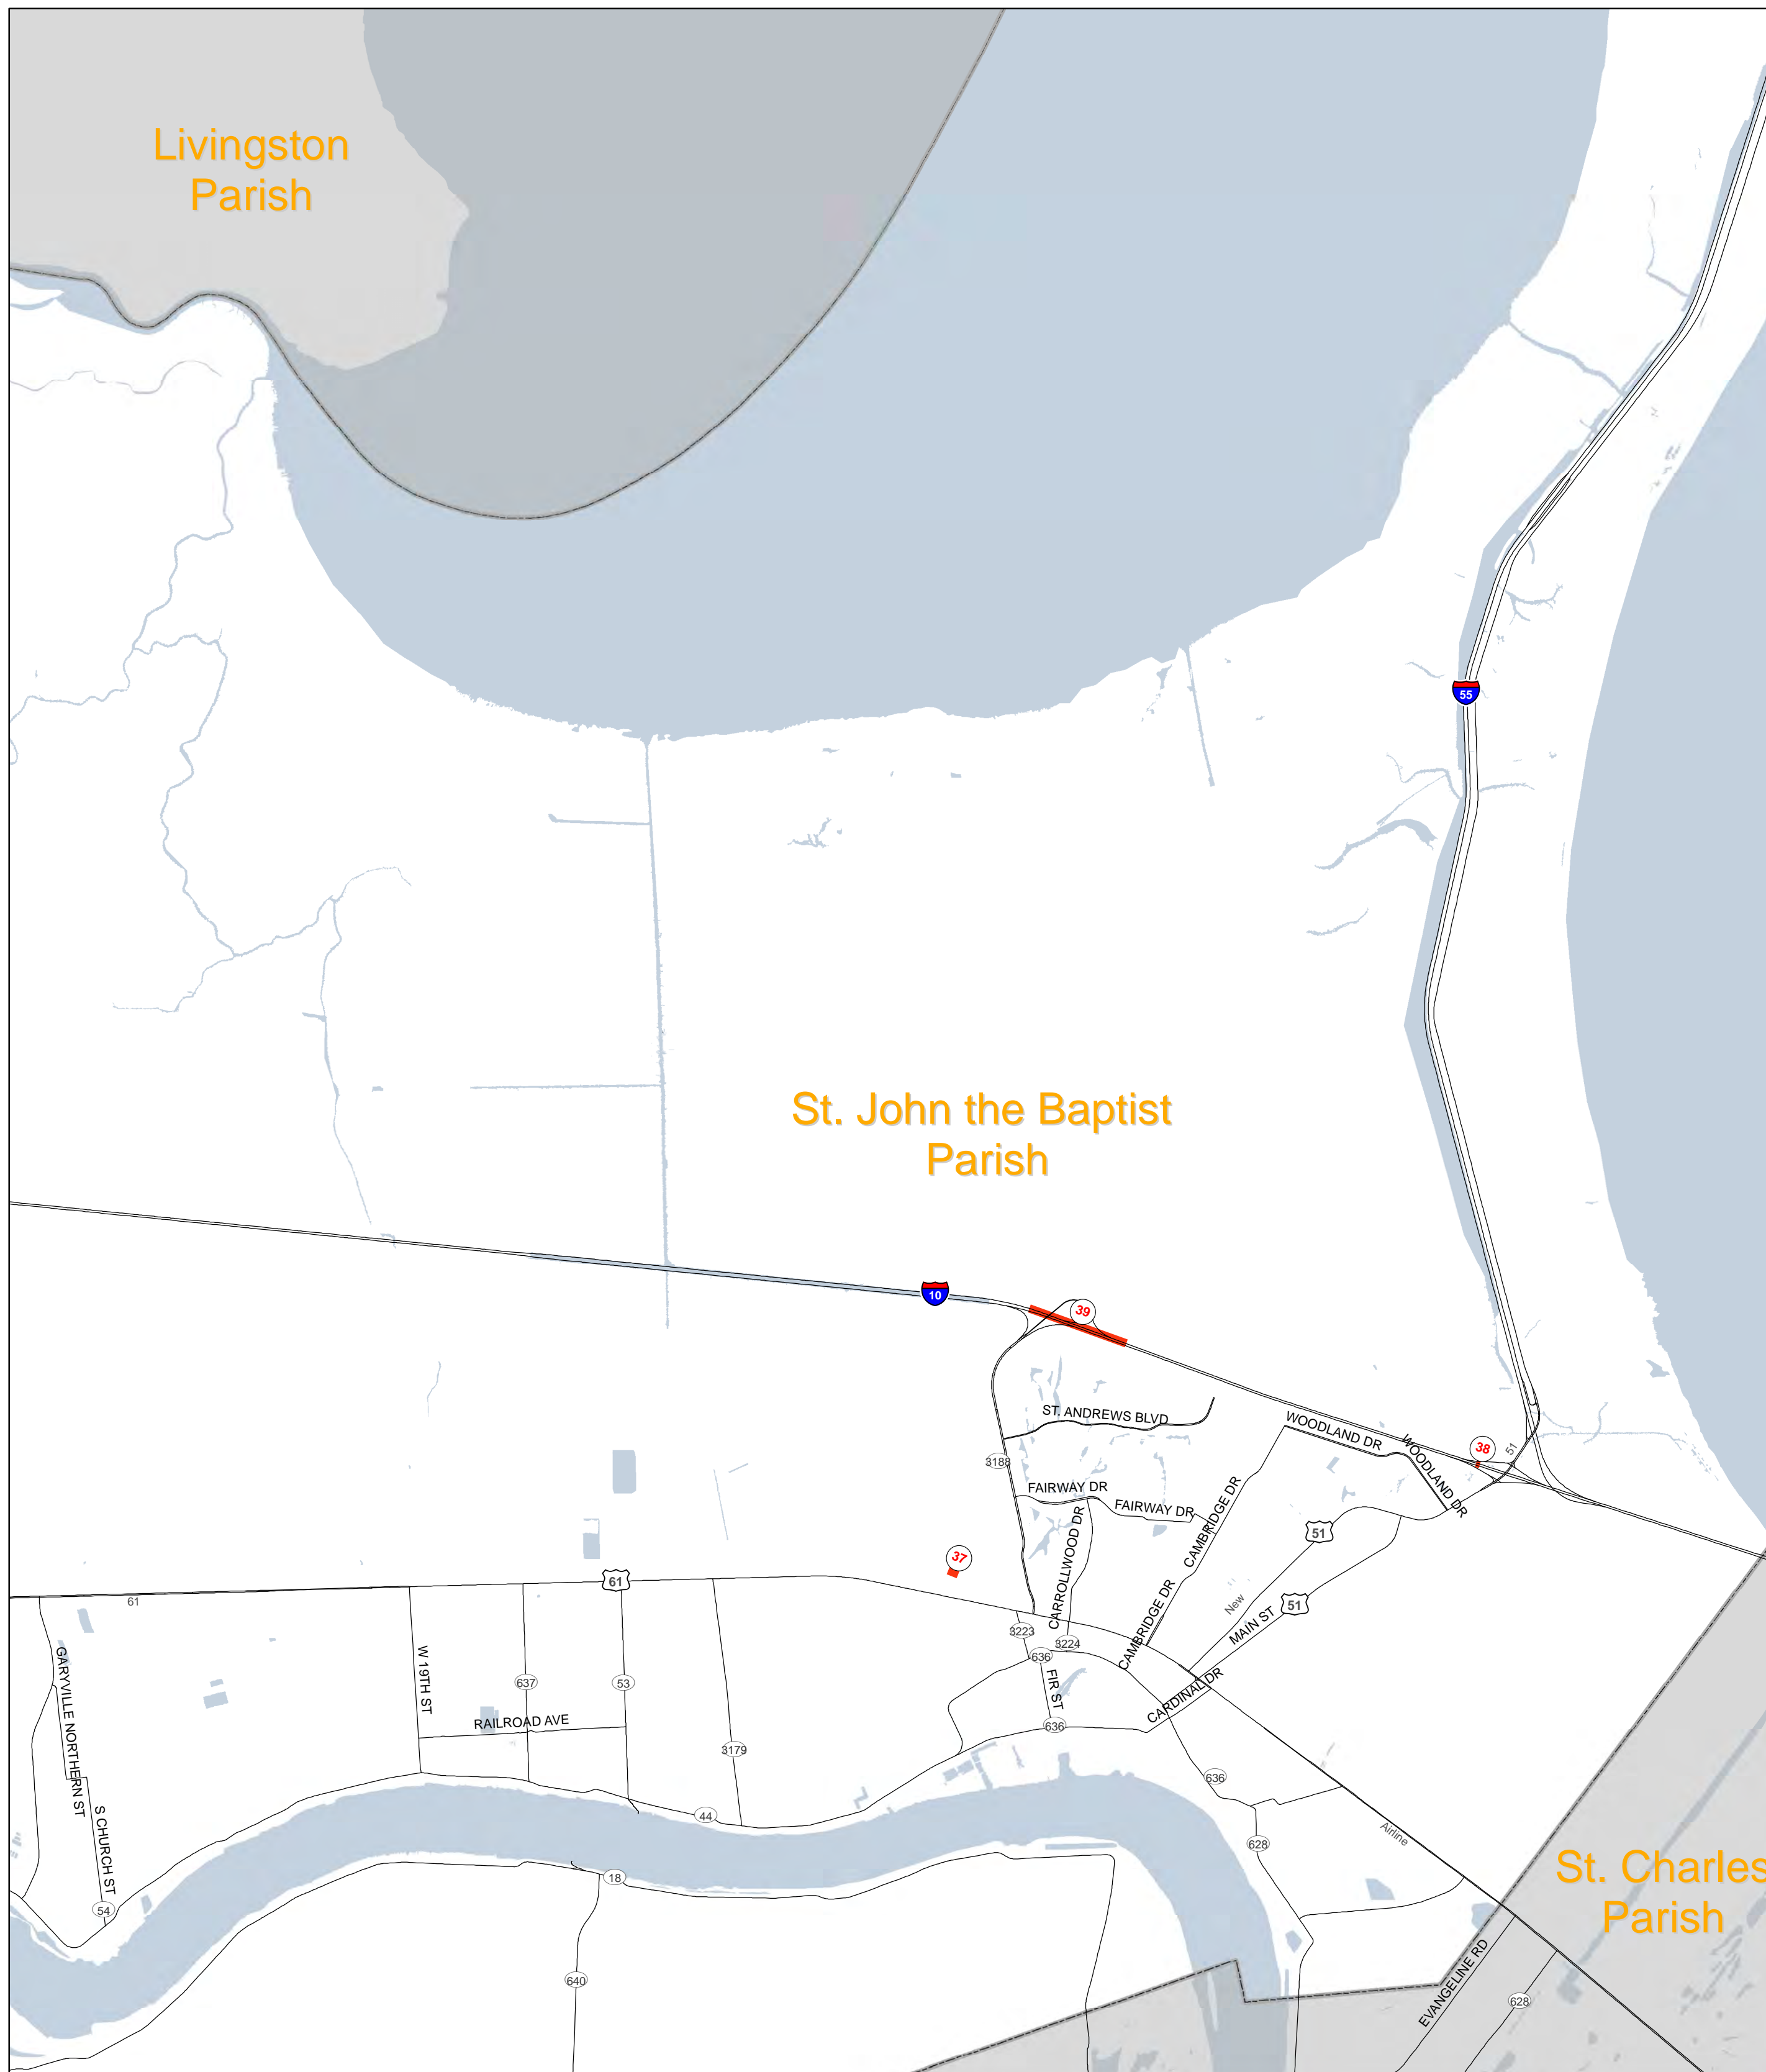 Livingston
Parish
55
St. John the Baptist
Parish
10
39
ST. ANDREWS BLVD
WOODLAND DR
WOODLAND DR
38
51
3188
FAIRWAY DR
FAIRWAY DR
CARROLLWOOD DR
CAMBRIDGE DR
CAMBRIDGE DR
51
37
61
61
New
MAIN ST
51
3223
3224
636
FIR ST
636
CARDINAL DR
GARYVILLE NORTHERN ST
W 19TH ST
637
53
RAILROAD AVE
3179
636
44
S CHURCH ST
54
18
628
Airline
St. Charles
Parish
640
EVANGELINE RD
628